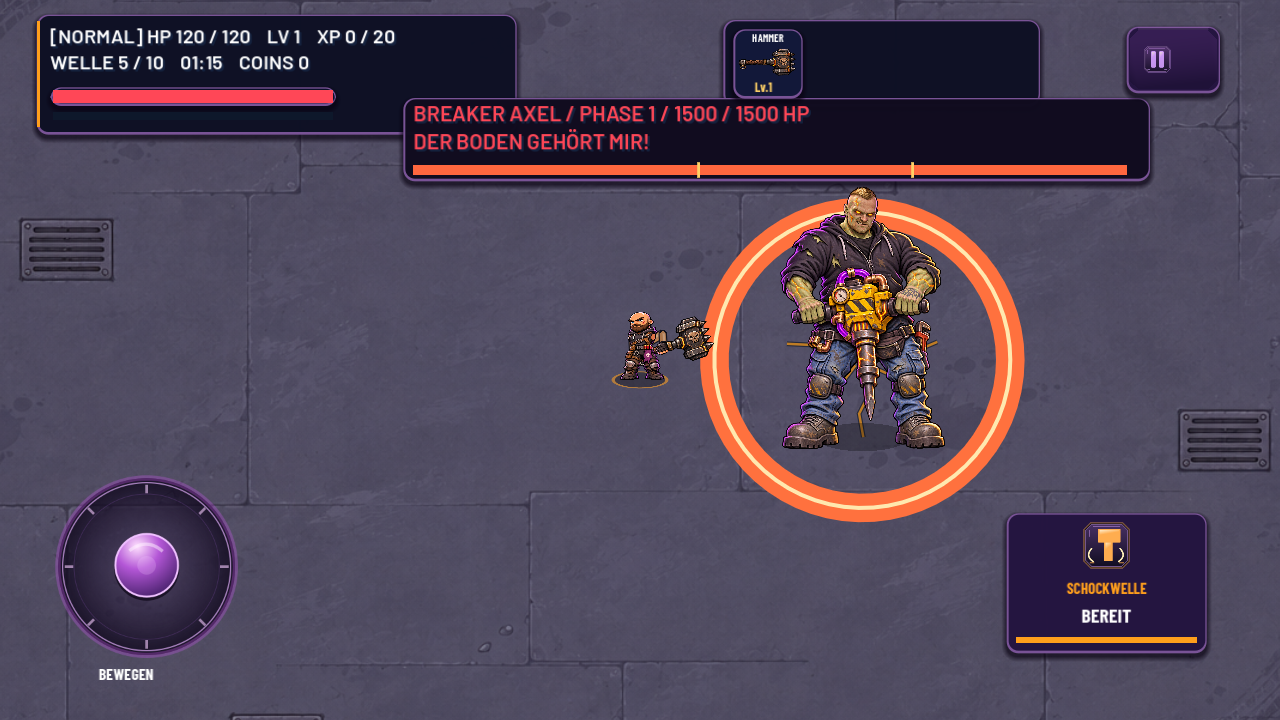 [NORMAL] HP 120 / 120 LV 1 XP 0 / 20
WELLE 5 / 10 01:15 COINS 0
HAMMER
Lv.1
BREAKER AXEL / PHASE 1 / 1500 / 1500 HP
DER BODEN GEHÖRT MIR!
BEWEGEN
SCHOCKWELLE
BEREIT